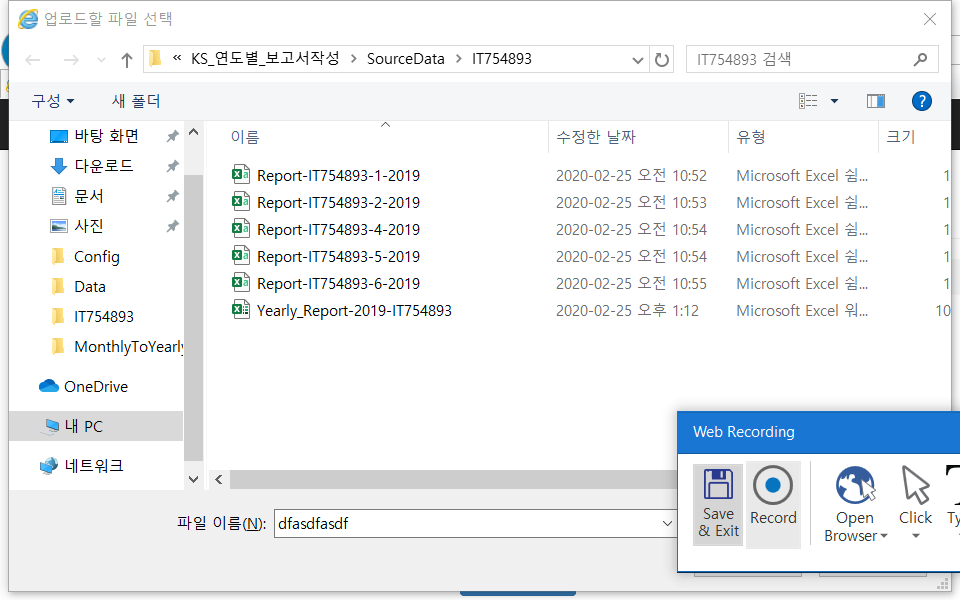 업로드할 파일 선택
« KS_연도별_보고서작성 > SourceData > IT754893
IT754893 검색
구성
새 폴더
?
이름 수정한 날짜 유형 크기
바탕 화면
다운로드
문서
사진
Config
Data
IT754893
MonthlyToYearly
OneDrive
내 PC
네트워크
Report-IT754893-1-2019 2020-02-25 오전 10:52 Microsoft Excel 쉼... 1
Report-IT754893-2-2019 2020-02-25 오전 10:53 Microsoft Excel 쉼... 1
Report-IT754893-4-2019 2020-02-25 오전 10:54 Microsoft Excel 쉼... 1
Report-IT754893-5-2019 2020-02-25 오전 10:54 Microsoft Excel 쉼... 1
Report-IT754893-6-2019 2020-02-25 오전 10:55 Microsoft Excel 쉼... 1
Yearly_Report-2019-IT754893 2020-02-25 오후 1:12 Microsoft Excel 워... 10
파일 이름(N): dfasdfasdf
Web Recording
Save
& Exit
Record
Open
Browser
Click
Ty